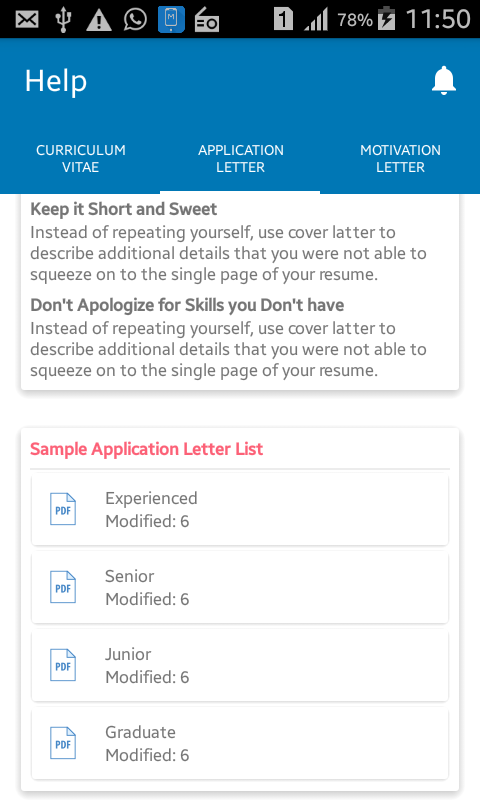 1
78%
11:50
Help
CURRICULUM
VITAE
APPLICATION
LETTER
MOTIVATION
LETTER
Keep it Short and Sweet
Instead of repeating yourself, use cover latter to
describe additional details that you were not able to
squeeze on to the single page of your resume.
Don't Apologize for Skills you Don't have
Instead of repeating yourself, use cover latter to
describe additional details that you were not able to
squeeze on to the single page of your resume.
Sample Application Letter List
PDF
Experienced
Modified: 6
PDF
Senior
Modified: 6
PDF
Junior
Modified: 6
PDF
Graduate
Modified: 6